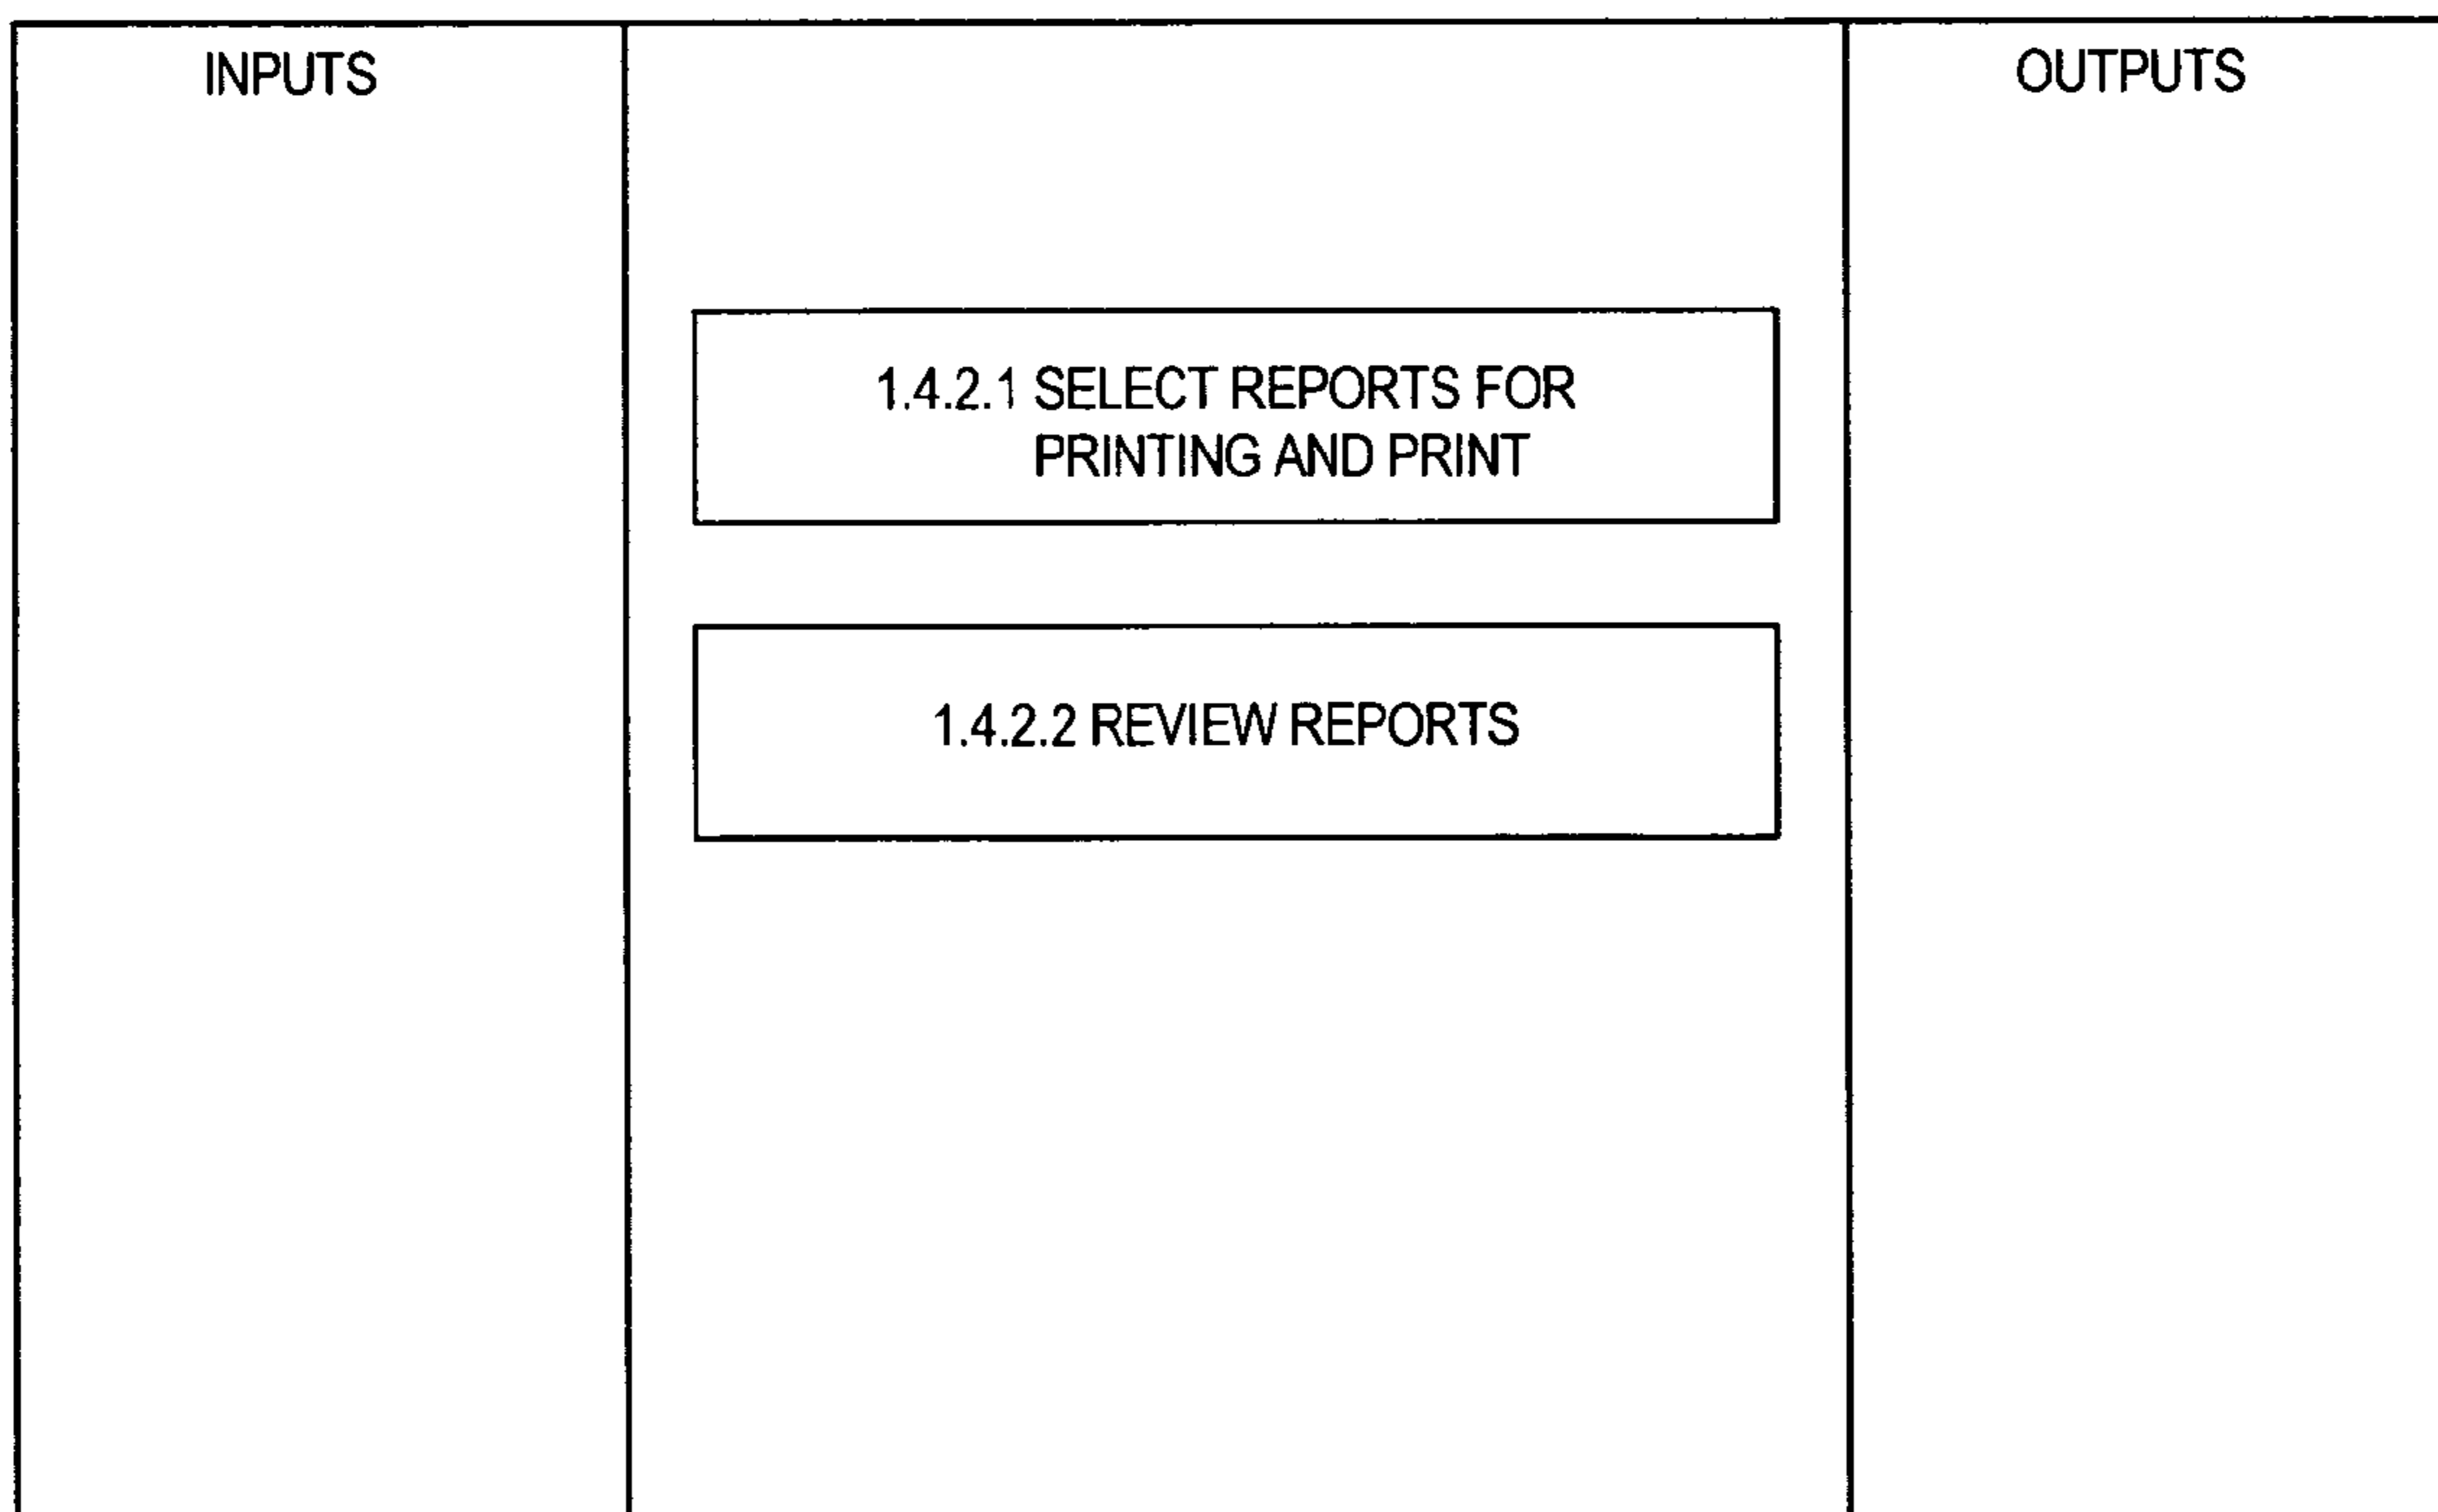 INPUTS
OUTPUTS
1.4.2.1 SELECT REPORTS FOR
PRINTING AND PRINT
1.4.2.2 REVIEW REPORTS